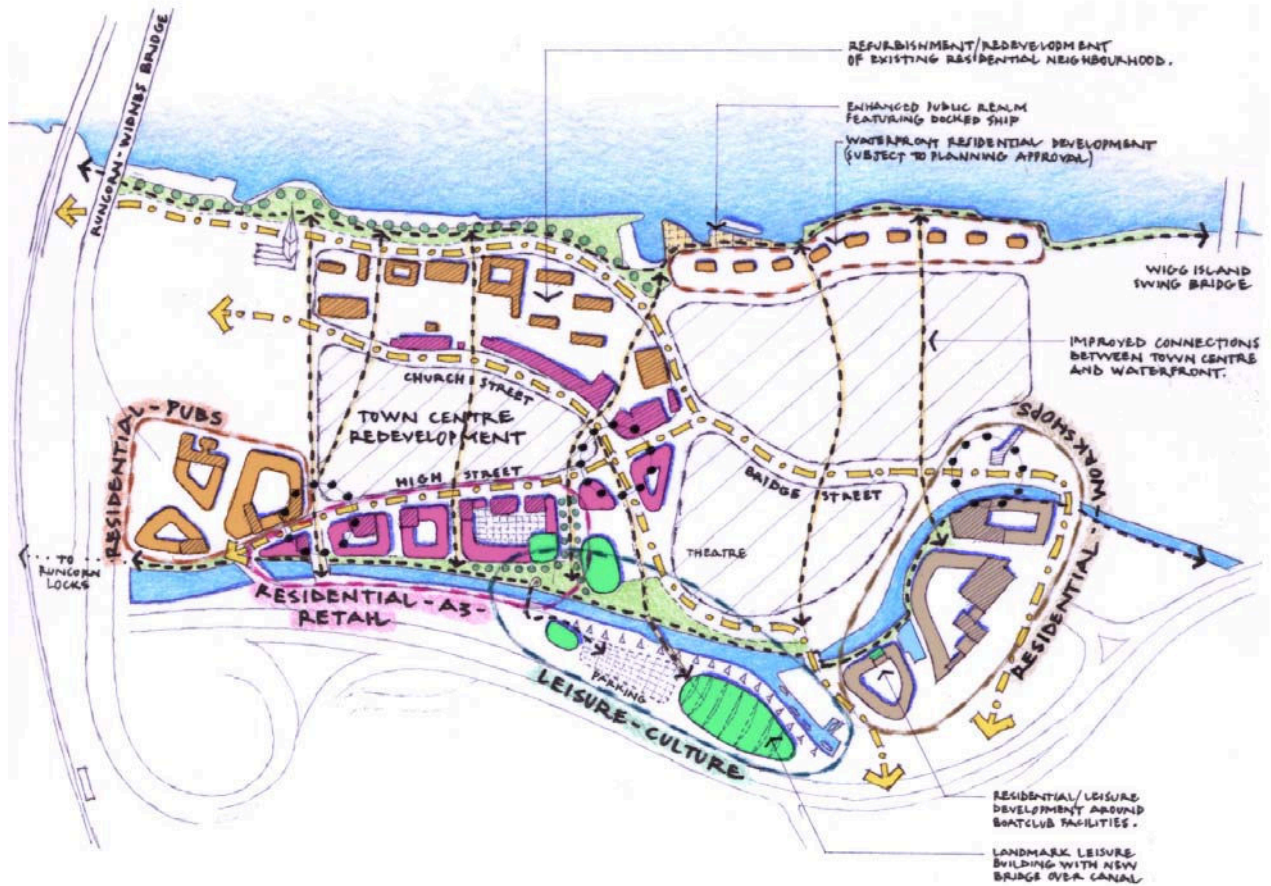 REFURBISHMENT/REDEVELOPMENT
OF EXISTING RESIDENTIAL NEIGHBOURHOOD.
ENHANCED PUBLIC REALM
FEATURING DOCKED SHIP
WATERFRONT RESIDENTIAL DEVELOPMENT
(SUBJECT TO PLANNING APPROVAL)
RUNCORN-WIDNES BRIDGE
WIGG ISLAND
SWING BRIDGE
IMPROVED CONNECTIONS
BETWEEN TOWN CENTRE
AND WATERFRONT.
CHURCH STREET
TOWN CENTRE
REDEVELOPMENT
RESIDENTIAL-PUBS
HIGH STREET
BRIDGE STREET
RESIDENTIAL-WORKSHOPS
THEATRE
TO
RUNCORN
LOCKS
RESIDENTIAL-A3-
RETAIL
PARKING
LEISURE-CULTURE
RESIDENTIAL/LEISURE
DEVELOPMENT AROUND
BOATCLUB FACILITIES.
LANDMARK LEISURE
BUILDING WITH NEW
BRIDGE OVER CANAL